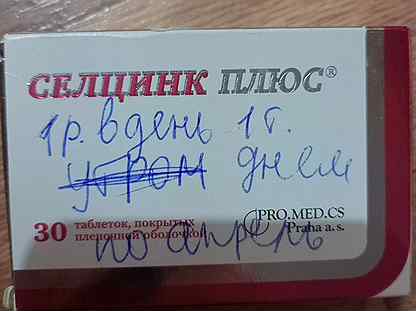 СЕЛЦИНК ПЛЮС®
1р. в день 1т.
утром днем
30 таблеток, покрытых
пленочной оболочкой
PRO.MED.CS
Praha a. s.
по апрель